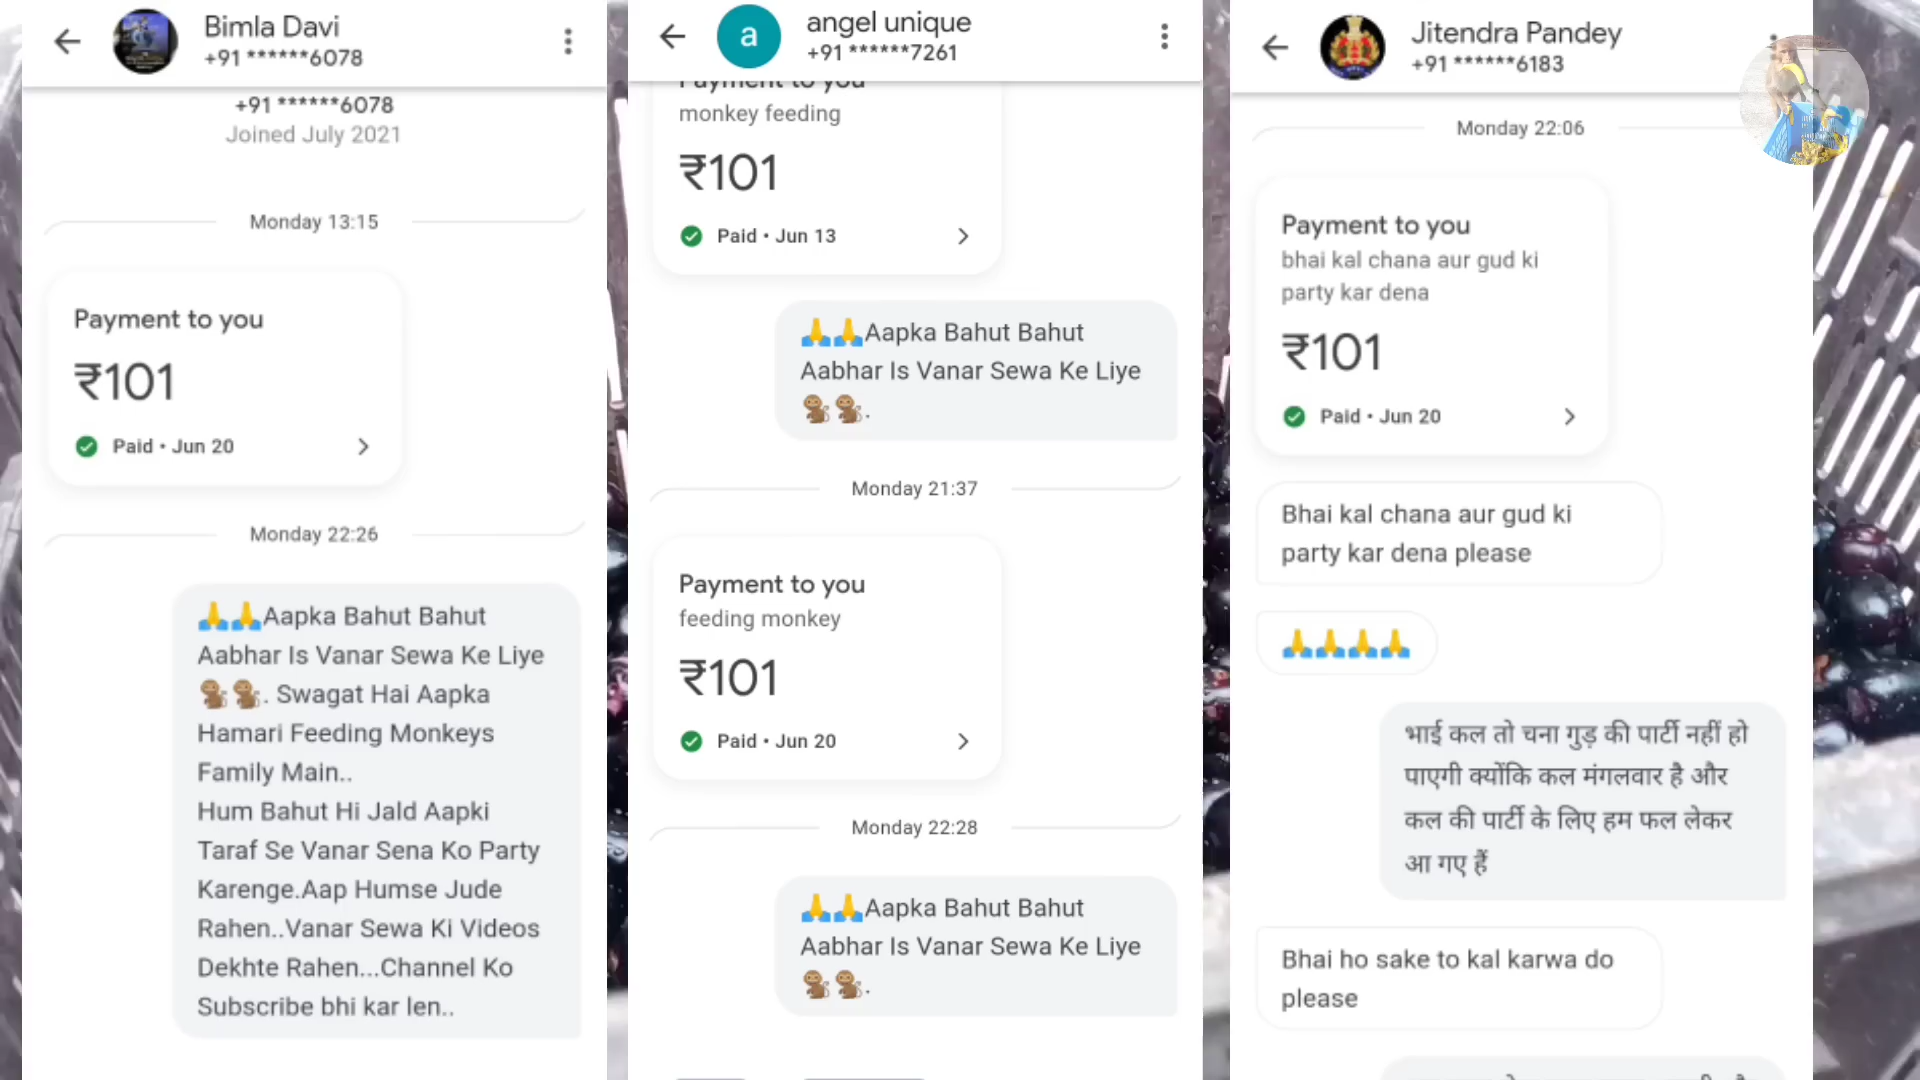 Bimla Davi
+91 ******6078
+91 ******6078
Joined July 2021
Monday 13:15
Payment to you
₹101
Paid • Jun 20
Monday 22:26
🙏🙏Aapka Bahut Bahut
Aabhar Is Vanar Sewa Ke Liye
🐒🐒. Swagat Hai Aapka
Hamari Feeding Monkeys
Family Main..
Hum Bahut Hi Jald Aapki
Taraf Se Vanar Sena Ko Party
Karenge.Aap Humse Jude
Rahen..Vanar Sewa Ki Videos
Dekhte Rahen...Channel Ko
Subscribe bhi kar len..
a
angel unique
+91 ******7261
Payment to you
monkey feeding
₹101
Paid • Jun 13
🙏🙏Aapka Bahut Bahut
Aabhar Is Vanar Sewa Ke Liye
🐒🐒.
Monday 21:37
Payment to you
feeding monkey
₹101
Paid • Jun 20
Monday 22:28
🙏🙏Aapka Bahut Bahut
Aabhar Is Vanar Sewa Ke Liye
🐒🐒.
Jitendra Pandey
+91 ******6183
Monday 22:06
Payment to you
bhai kal chana aur gud ki
party kar dena
₹101
Paid • Jun 20
Bhai kal chana aur gud ki
party kar dena please
🙏🙏🙏🙏
भाई कल तो चना गुड़ की पार्टी नहीं हो
पाएगी क्योंकि कल मंगलवार है और
कल की पार्टी के लिए हम फल लेकर
आ गए हैं
Bhai ho sake to kal karwa do
please